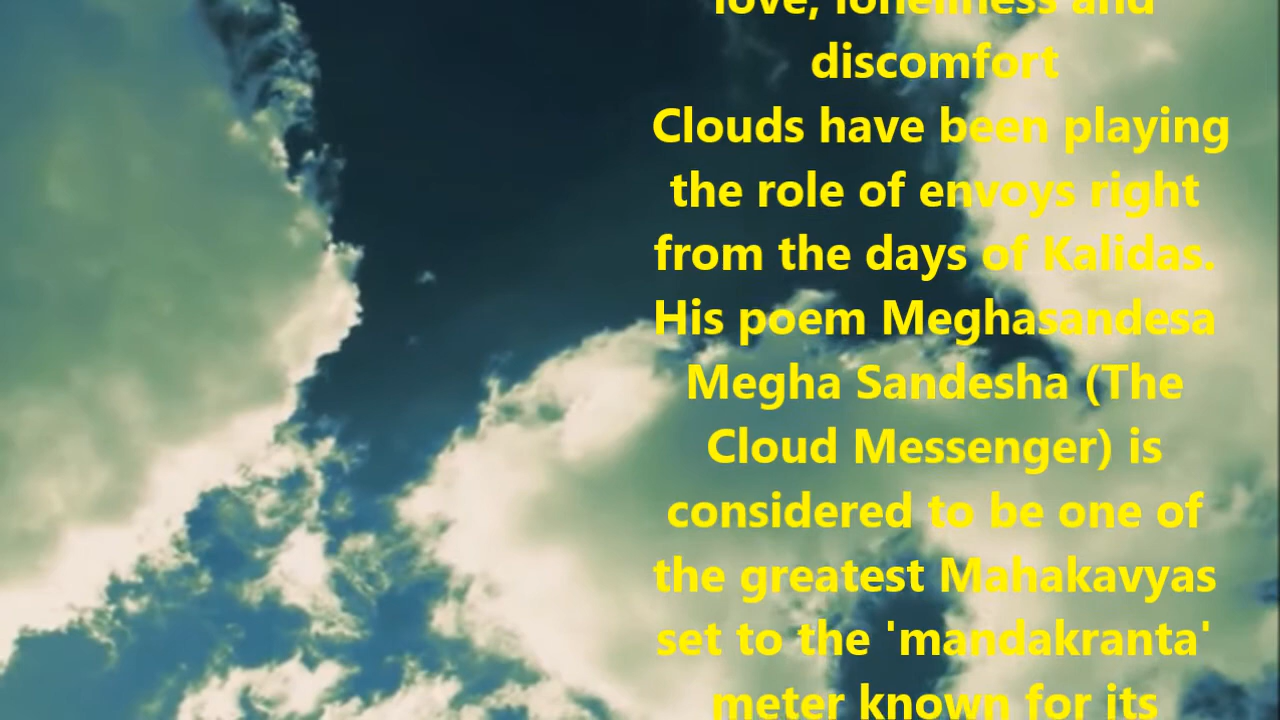 love, loneliness and
discomfort
Clouds have been playing
the role of envoys right
from the days of Kalidas.
His poem Meghasandesa
Megha Sandesha (The
Cloud Messenger) is
considered to be one of
the greatest Mahakavyas
set to the 'mandakranta'
meter known for its